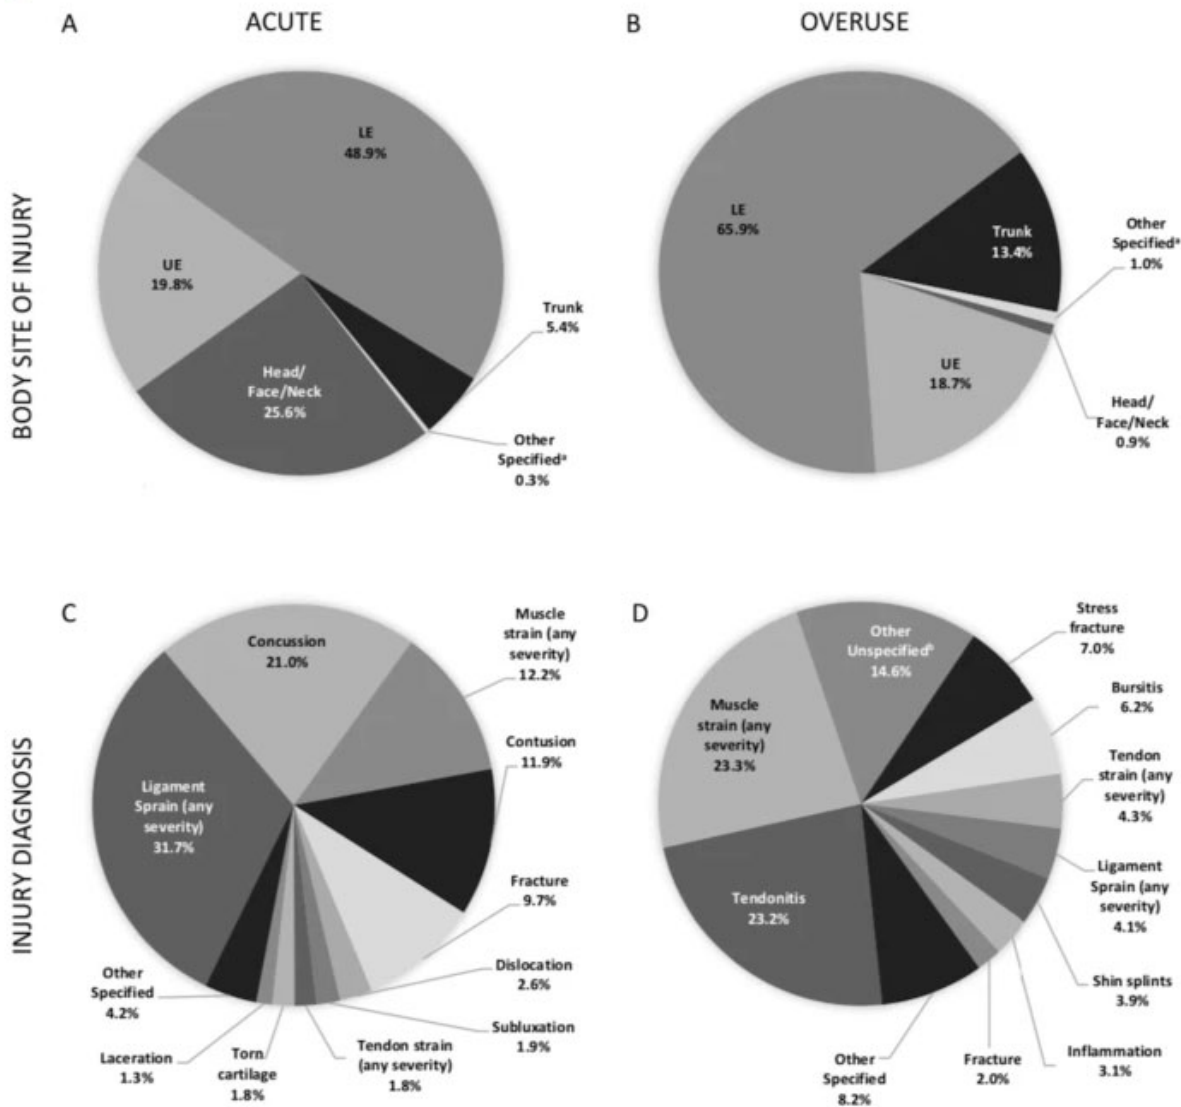 A
ACUTE
B
OVERUSE
BODY SITE OF INJURY
LE
48.9%
UE
19.8%
Head/
Face/Neck
25.6%
Trunk
5.4%
Other
Specifiedᵃ
0.3%
LE
65.9%
Trunk
13.4%
Other
Specifiedᵃ
1.0%
UE
18.7%
Head/
Face/Neck
0.9%
INJURY DIAGNOSIS
C
Concussion
21.0%
Muscle
strain (any
severity)
12.2%
Contusion
11.9%
Ligament
Sprain (any
severity)
31.7%
Fracture
9.7%
Dislocation
2.6%
Subluxation
1.9%
Tendon strain
(any severity)
1.8%
Torn
cartilage
1.8%
Laceration
1.3%
Other
Specified
4.2%
D
Other
Unspecifiedᵇ
14.6%
Stress
fracture
7.0%
Bursitis
6.2%
Muscle
strain (any
severity)
23.3%
Tendon
strain (any
severity)
4.3%
Ligament
Sprain (any
severity)
4.1%
Tendonitis
23.2%
Shin splints
3.9%
Inflammation
3.1%
Fracture
2.0%
Other
Specified
8.2%